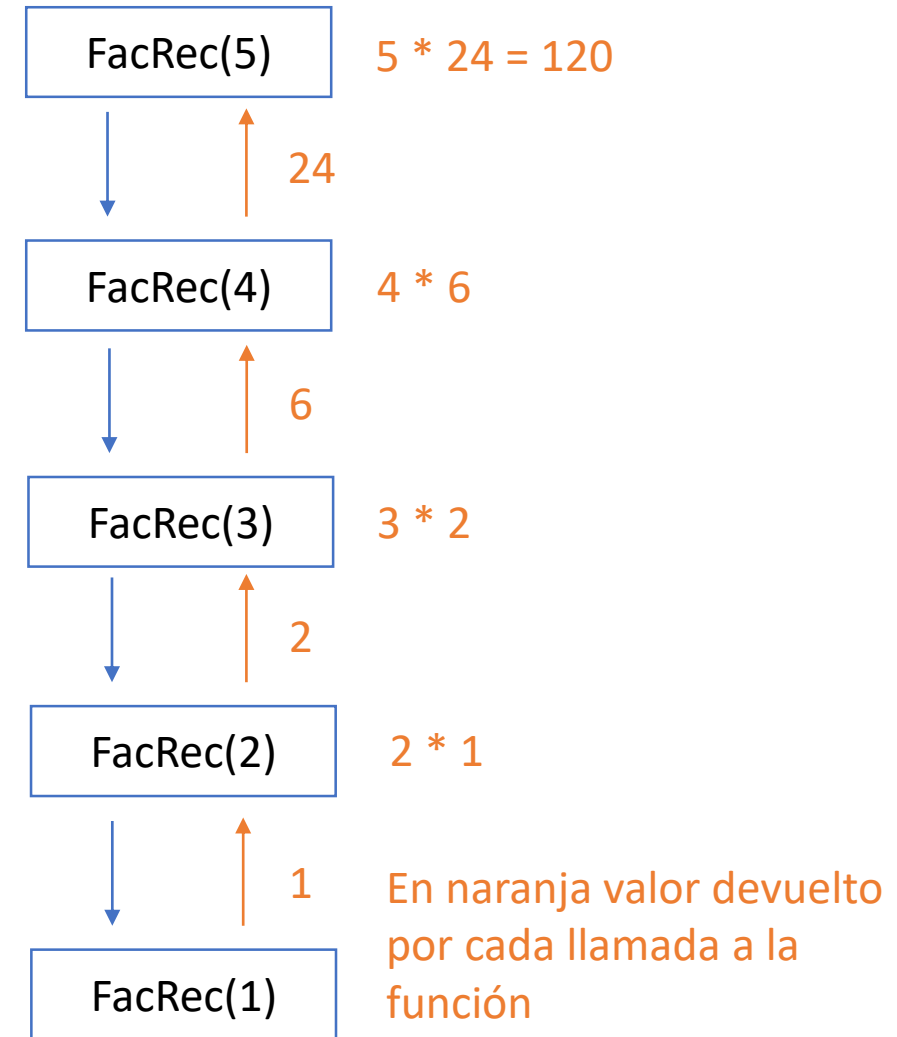 FacRec(5) 5 * 24 = 120
24
FacRec(4) 4 * 6
6
FacRec(3) 3 * 2
2
FacRec(2) 2 * 1
1
En naranja valor devuelto
por cada llamada a la
función
FacRec(1)